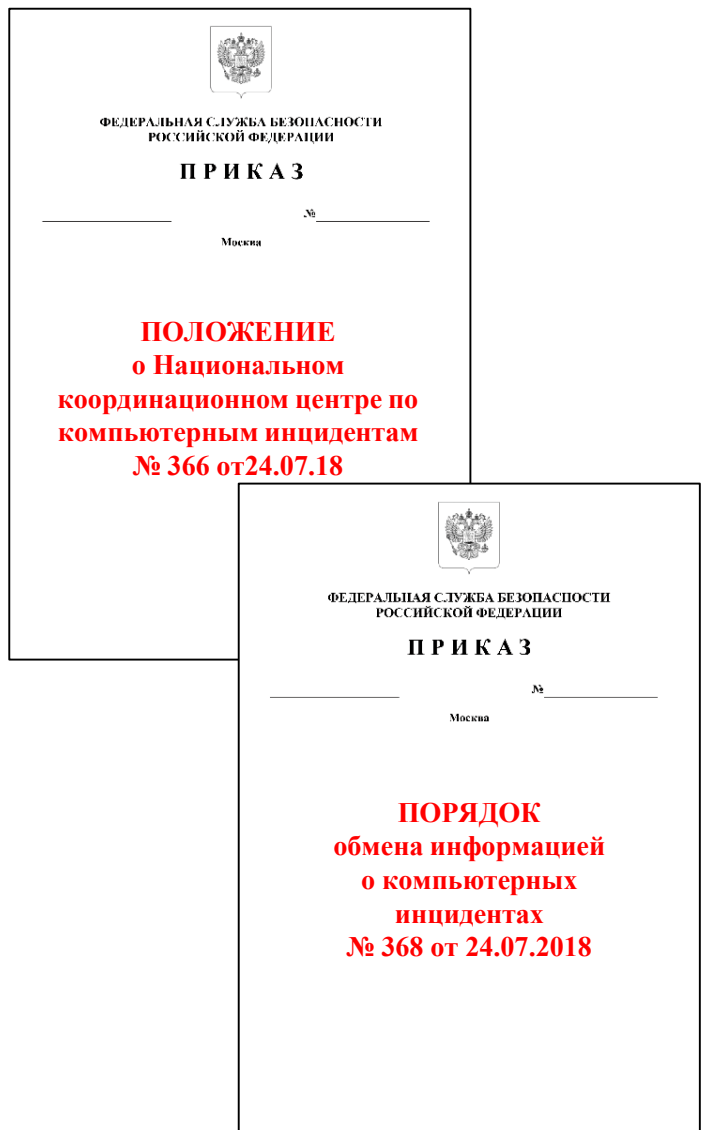 ФЕДЕРАЛЬНАЯ СЛУЖБА БЕЗОПАСНОСТИ
РОССИЙСКОЙ ФЕДЕРАЦИИ
П Р И К А З
№
Москва
ПОЛОЖЕНИЕ
о Национальном
координационном центре по
компьютерным инцидентам
№ 366 от24.07.18
ФЕДЕРАЛЬНАЯ СЛУЖБА БЕЗОПАСНОСТИ
РОССИЙСКОЙ ФЕДЕРАЦИИ
П Р И К А З
№
Москва
ПОРЯДОК
обмена информацией
о компьютерных
инцидентах
№ 368 от 24.07.2018